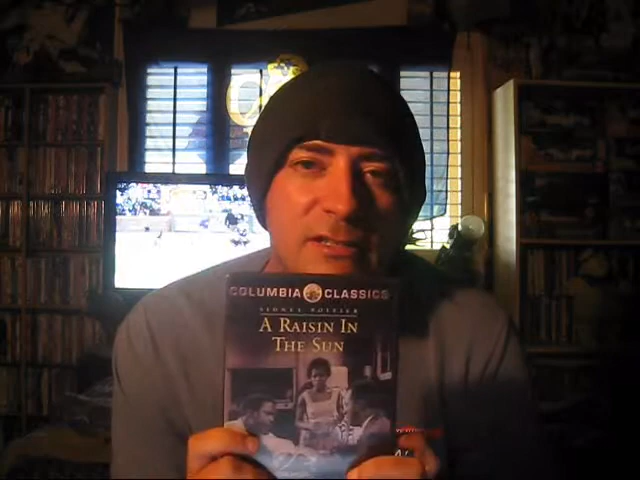 COLUMBIA CLASSICS
SIDNEY POITIER
A RAISIN IN
THE SUN